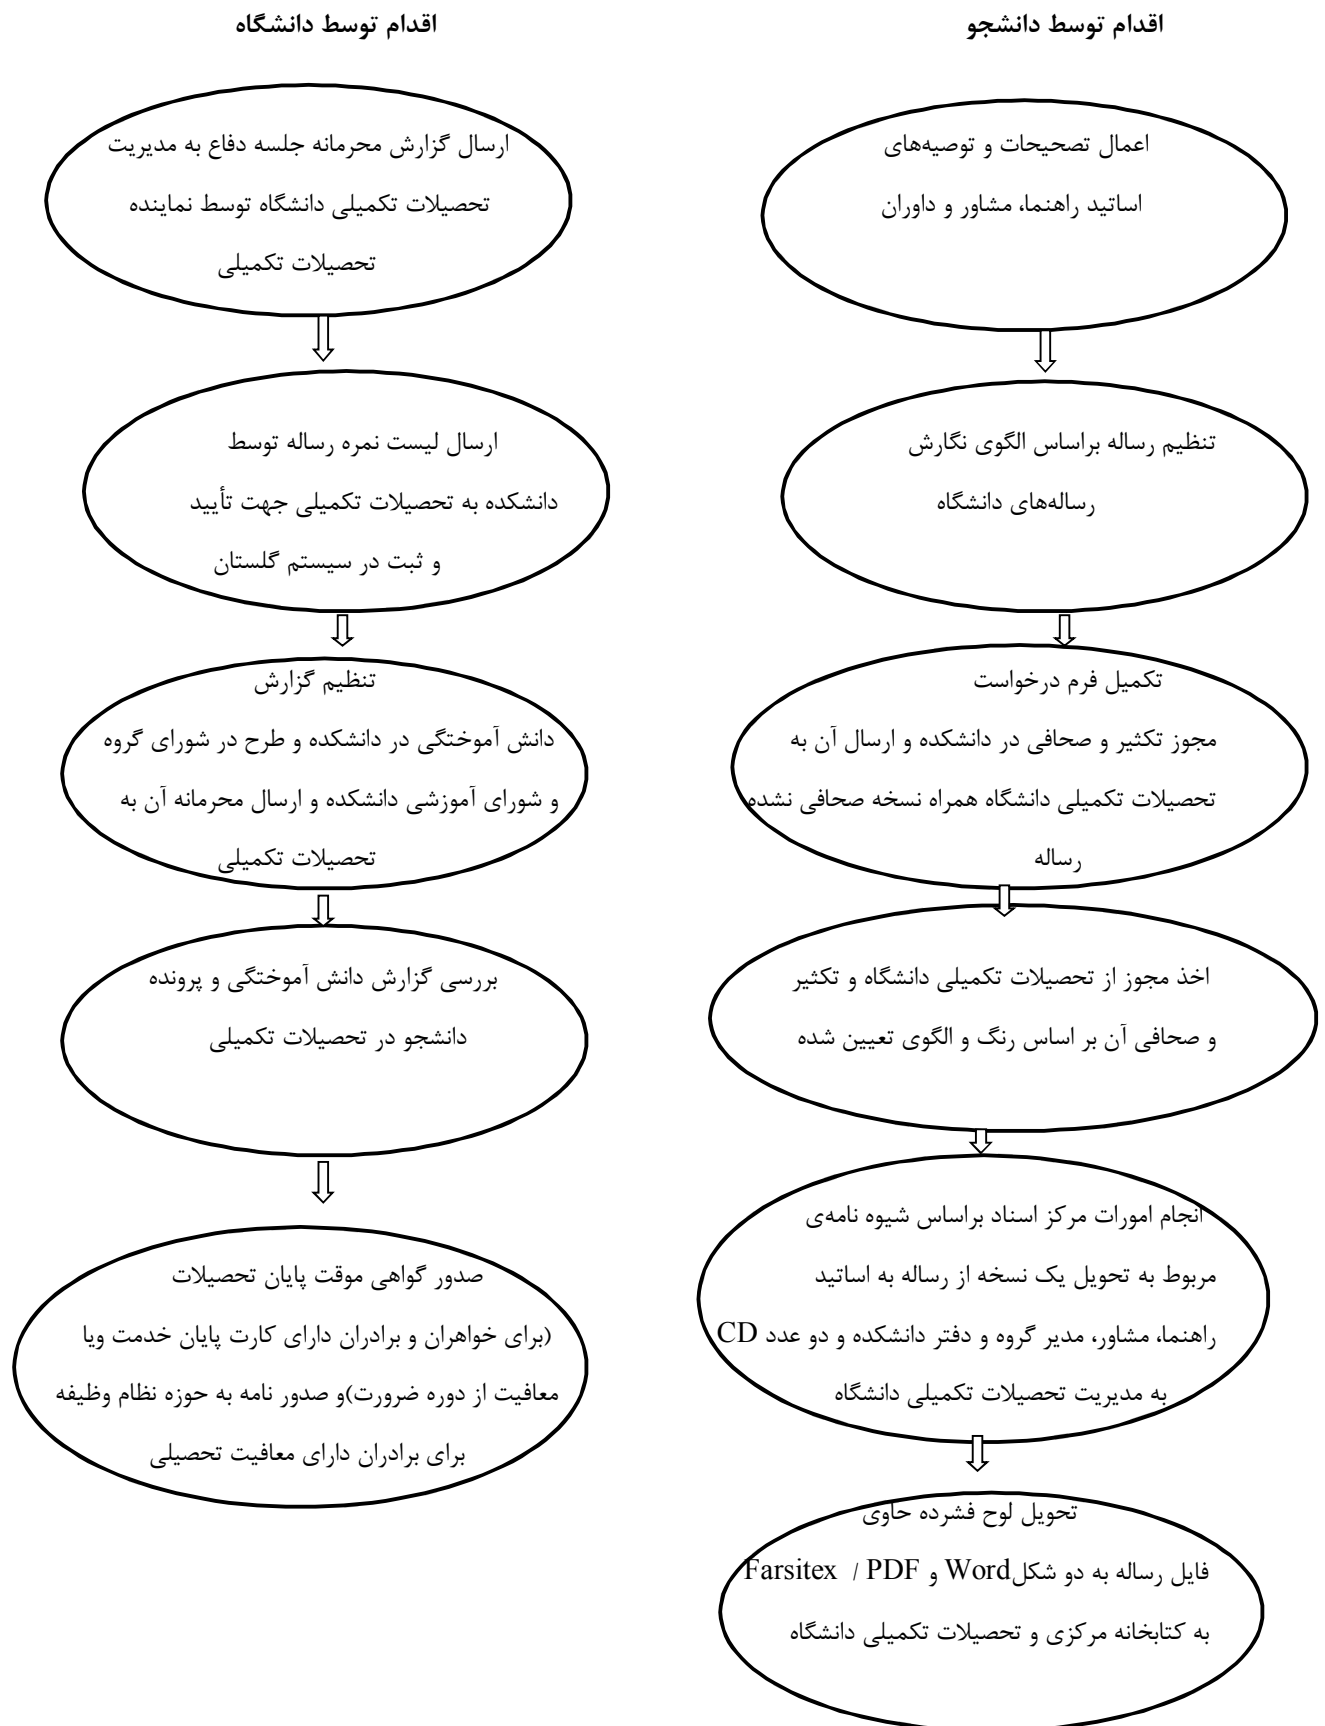 اقدام توسط دانشجو
اعمال تصحیحات و توصیه‌های
اساتید راهنما، مشاور و داوران
تنظیم رساله براساس الگوی نگارش
رساله‌های دانشگاه
تکمیل فرم درخواست
مجوز تکثیر و صحافی در دانشکده و ارسال آن به
تحصیلات تکمیلی دانشگاه همراه نسخه صحافی نشده
رساله
اخذ مجوز از تحصیلات تکمیلی دانشگاه و تکثیر
و صحافی آن بر اساس رنگ و الگوی تعیین شده
انجام امورات مرکز اسناد براساس شیوه نامه‌ی
مربوط به تحویل یک نسخه از رساله به اساتید
راهنما، مشاور، مدیر گروه و دفتر دانشکده و دو عدد CD
به مدیریت تحصیلات تکمیلی دانشگاه
تحویل لوح فشرده حاوی
فایل رساله به دو شکل Word و Farsitex / PDF
به کتابخانه مرکزی و تحصیلات تکمیلی دانشگاه
اقدام توسط دانشگاه
ارسال گزارش محرمانه جلسه دفاع به مدیریت
تحصیلات تکمیلی دانشگاه توسط نماینده
تحصیلات تکمیلی
ارسال لیست نمره رساله توسط
دانشکده به تحصیلات تکمیلی جهت تأیید
و ثبت در سیستم گلستان
تنظیم گزارش
دانش آموختگی در دانشکده و طرح در شورای گروه
و شورای آموزشی دانشکده و ارسال محرمانه آن به
تحصیلات تکمیلی
بررسی گزارش دانش آموختگی و پرونده
دانشجو در تحصیلات تکمیلی
صدور گواهی موقت پایان تحصیلات
(برای خواهران و برادران دارای کارت پایان خدمت ویا
معافیت از دوره ضرورت)و صدور نامه به حوزه نظام وظیفه
برای برادران دارای معافیت تحصیلی